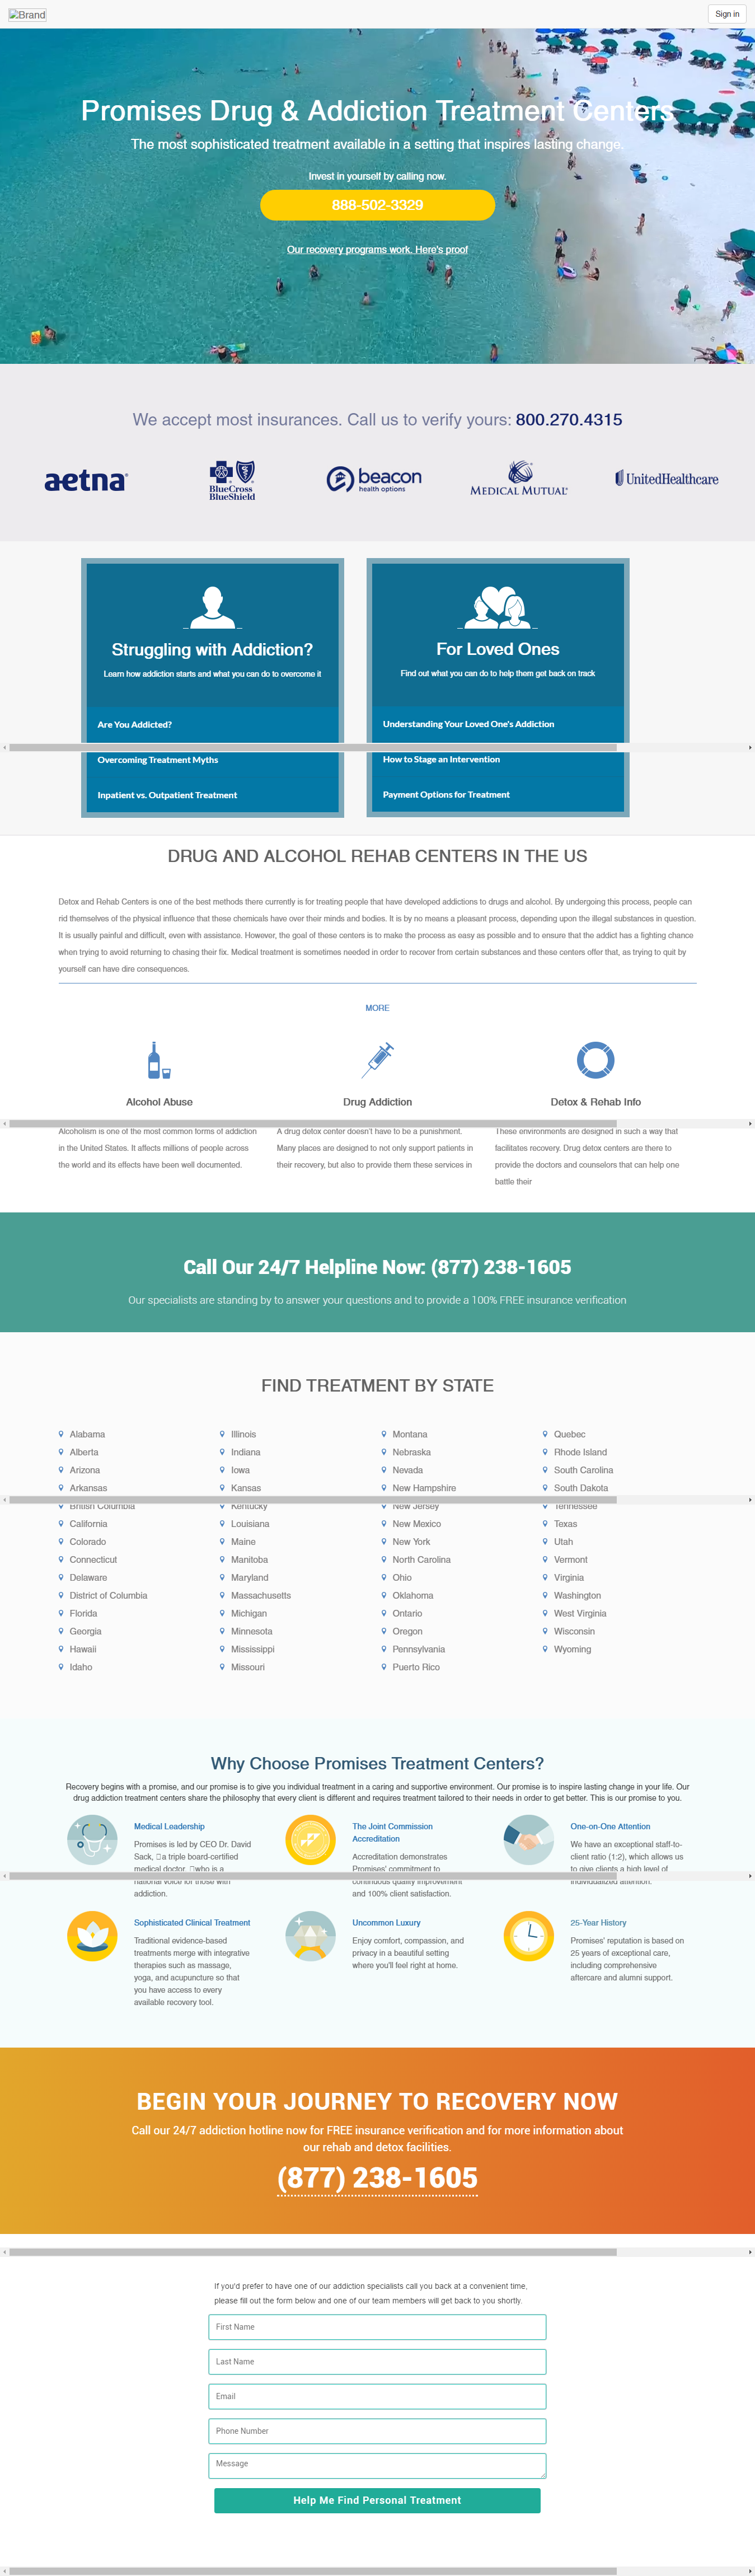 Brand
Sign in
Promises Drug & Addiction Treatment Centers
The most sophisticated treatment available in a setting that inspires lasting change.
Invest in yourself by calling now.
888-502-3329
Our recovery programs work. Here's proof
We accept most insurances. Call us to verify yours: 800.270.4315
aetna
BlueCross
BlueShield
beacon
health options
MEDICAL MUTUAL
UnitedHealthcare
Struggling with Addiction?
Learn how addiction starts and what you can do to overcome it
Are You Addicted?
Overcoming Treatment Myths
Inpatient vs. Outpatient Treatment
For Loved Ones
Find out what you can do to help them get back on track
Understanding Your Loved One's Addiction
How to Stage an Intervention
Payment Options for Treatment
DRUG AND ALCOHOL REHAB CENTERS IN THE US
Detox and Rehab Centers is one of the best methods there currently is for treating people that have developed addictions to drugs and alcohol. By undergoing this process, people can
rid themselves of the physical influence that these chemicals have over their minds and bodies. It is by no means a pleasant process, depending upon the illegal substances in question.
It is usually painful and difficult, even with assistance. However, the goal of these centers is to make the process as easy as possible and to ensure that the addict has a fighting chance
when trying to avoid returning to chasing their fix. Medical treatment is sometimes needed in order to recover from certain substances and these centers offer that, as trying to quit by
yourself can have dire consequences.
MORE
Alcohol Abuse
Alcoholism is one of the most common forms of addiction
in the United States. It affects millions of people across
the world and its effects have been well documented.
Drug Addiction
A drug detox center doesn't have to be a punishment.
Many places are designed to not only support patients in
their recovery, but also to provide them these services in
Detox & Rehab Info
These environments are designed in such a way that
facilitates recovery. Drug detox centers are there to
provide the doctors and counselors that can help one
battle their
Call Our 24/7 Helpline Now: (877) 238-1605
Our specialists are standing by to answer your questions and to provide a 100% FREE insurance verification
FIND TREATMENT BY STATE
Alabama
Alberta
Arizona
Arkansas
British Columbia
California
Colorado
Connecticut
Delaware
District of Columbia
Florida
Georgia
Hawaii
Idaho
Illinois
Indiana
Iowa
Kansas
Kentucky
Louisiana
Maine
Manitoba
Maryland
Massachusetts
Michigan
Minnesota
Mississippi
Missouri
Montana
Nebraska
Nevada
New Hampshire
New Jersey
New Mexico
New York
North Carolina
Ohio
Oklahoma
Ontario
Oregon
Pennsylvania
Puerto Rico
Quebec
Rhode Island
South Carolina
South Dakota
Tennessee
Texas
Utah
Vermont
Virginia
Washington
West Virginia
Wisconsin
Wyoming
Why Choose Promises Treatment Centers?
Recovery begins with a promise, and our promise is to give you individual treatment in a caring and supportive environment. Our promise is to inspire lasting change in your life. Our
drug addiction treatment centers share the philosophy that every client is different and requires treatment tailored to their needs in order to get better. This is our promise to you.
Medical Leadership
Promises is led by CEO Dr. David
Sack, a triple board-certified
medical doctor who is a
national voice for those with
addiction.
The Joint Commission
Accreditation
Accreditation demonstrates
Promises' commitment to
continuous quality improvement
and 100% client satisfaction.
One-on-One Attention
We have an exceptional staff-to-
client ratio (1:2), which allows us
to give clients a high level of
individualized attention.
Sophisticated Clinical Treatment
Traditional evidence-based
treatments merge with integrative
therapies such as massage,
yoga, and acupuncture so that
you have access to every
available recovery tool.
Uncommon Luxury
Enjoy comfort, compassion, and
privacy in a beautiful setting
where you'll feel right at home.
25-Year History
Promises' reputation is based on
25 years of exceptional care,
including comprehensive
aftercare and alumni support.
BEGIN YOUR JOURNEY TO RECOVERY NOW
Call our 24/7 addiction hotline now for FREE insurance verification and for more information about
our rehab and detox facilities.
(877) 238-1605
If you'd prefer to have one of our addiction specialists call you back at a convenient time,
please fill out the form below and one of our team members will get back to you shortly.
First Name
Last Name
Email
Phone Number
Message
Help Me Find Personal Treatment